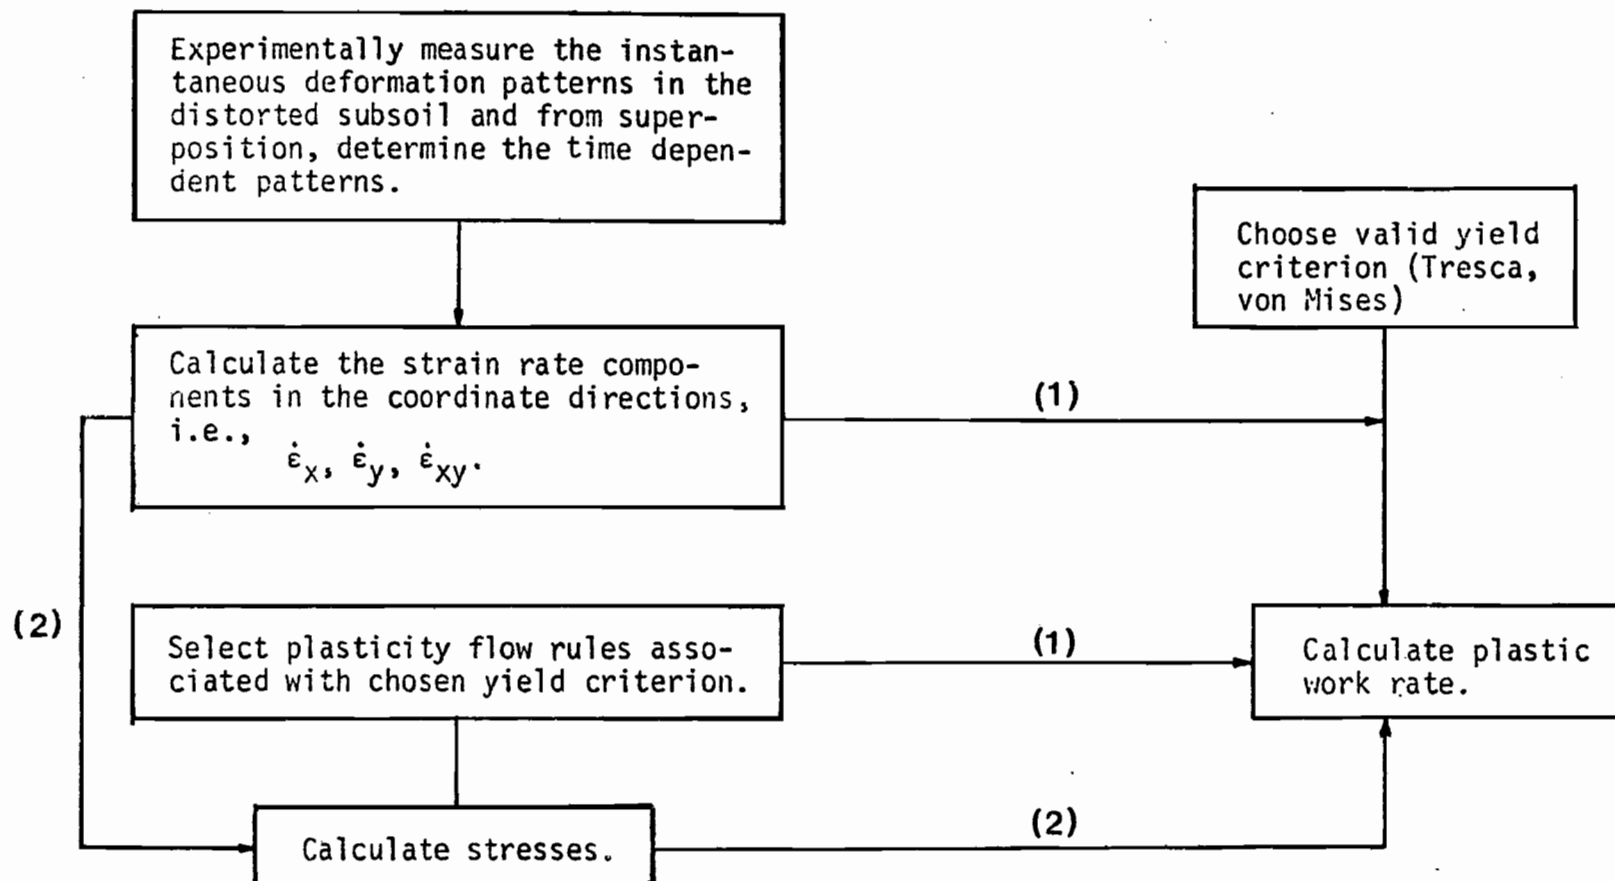 Experimentally measure the instan-
taneous deformation patterns in the
distorted subsoil and from super-
position, determine the time depen-
dent patterns.
Choose valid yield
criterion (Tresca,
von Mises)
Calculate the strain rate compo-
nents in the coordinate directions,
i.e.,
ε̇x, ε̇y, ε̇xy.
(1)
(2)
Select plasticity flow rules asso-
ciated with chosen yield criterion.
(1)
Calculate plastic
work rate.
Calculate stresses.
(2)